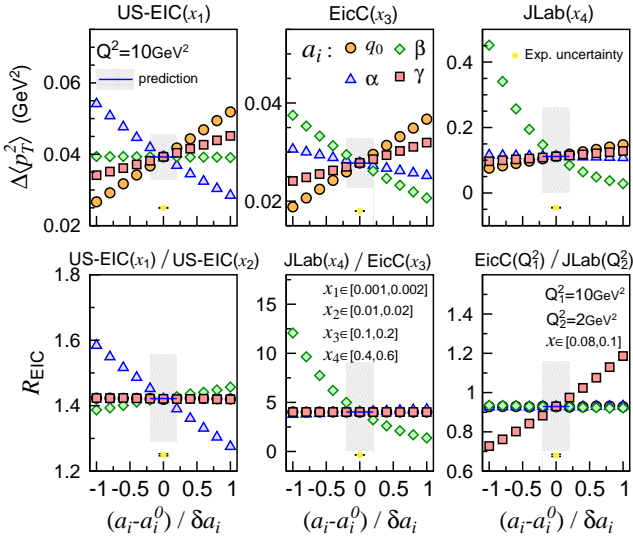 US-EIC(x₁) EicC(x₃) JLab(x₄)
Δ⟨p²_T⟩ (GeV²)
0.06
0.04
0.02
Q²=10GeV²
prediction
0.04
0.02
aᵢ: q₀ β
α γ
0.4
0.2
0
Exp. uncertainty
US-EIC(x₁) / US-EIC(x₂) JLab(x₄) / EicC(x₃) EicC(Q²₁) / JLab(Q²₂)
R_EIC
1.8
1.6
1.4
1.2
15
10
5
0
x₁∈[0.001,0.002]
x₂∈[0.01,0.02]
x₃∈[0.1,0.2]
x₄∈[0.4,0.6]
1.4
1.2
1.0
0.8
0.6
Q²₁=10GeV²
Q²₂=2GeV²
x∈[0.08,0.1]
-1 -0.5 0 0.5 1 -1 -0.5 0 0.5 1 -1 -0.5 0 0.5 1
(aᵢ-aᵢ⁰) / δaᵢ (aᵢ-aᵢ⁰) / δaᵢ (aᵢ-aᵢ⁰) / δaᵢ